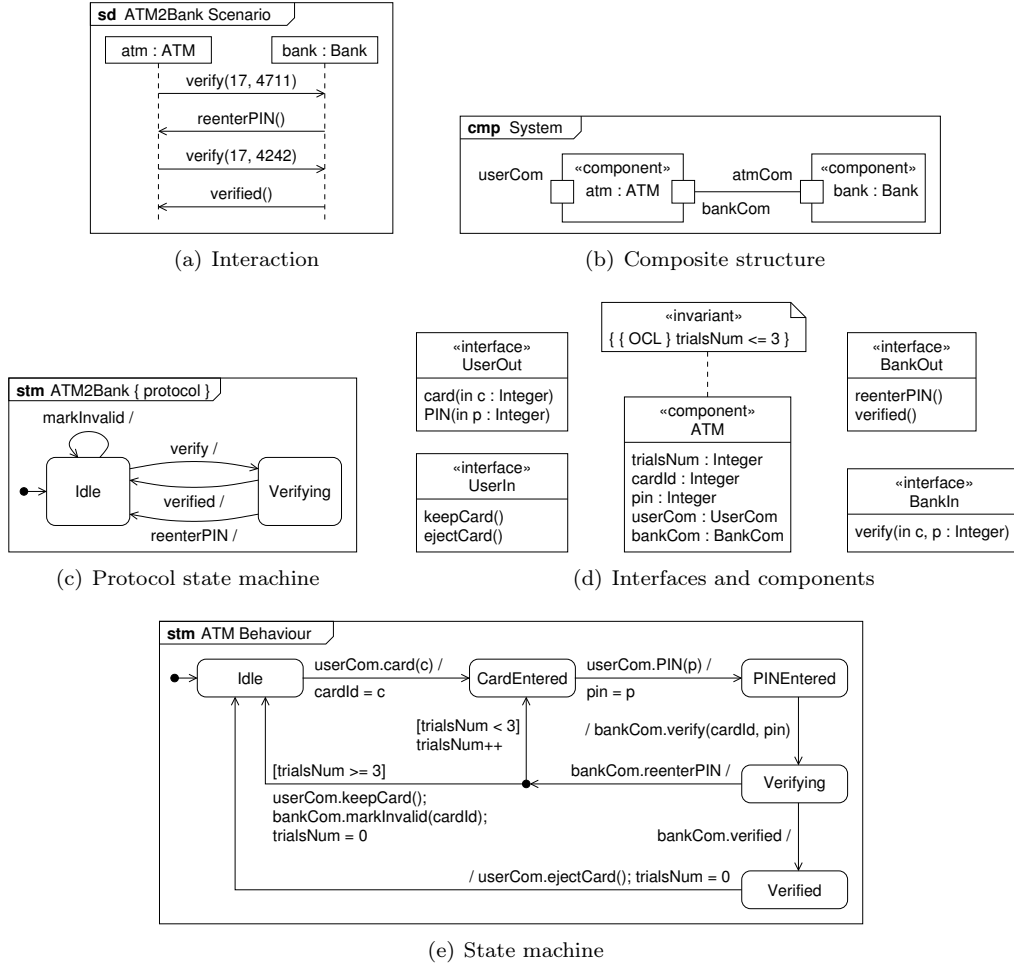 sd ATM2Bank Scenario
atm : ATM
bank : Bank
verify(17, 4711)
reenterPIN()
verify(17, 4242)
verified()
(a) Interaction
cmp System
userCom
«component»
atm : ATM
atmCom
bankCom
«component»
bank : Bank
(b) Composite structure
stm ATM2Bank { protocol }
markInvalid /
Idle
verify /
verified /
reenterPIN /
Verifying
(c) Protocol state machine
«interface»
UserOut
card(in c : Integer)
PIN(in p : Integer)
«interface»
UserIn
keepCard()
ejectCard()
«invariant»
{ { OCL } trialsNum <= 3 }
«component»
ATM
trialsNum : Integer
cardId : Integer
pin : Integer
userCom : UserCom
bankCom : BankCom
«interface»
BankOut
reenterPIN()
verified()
«interface»
BankIn
verify(in c, p : Integer)
(d) Interfaces and components
stm ATM Behaviour
Idle
userCom.card(c) /
cardId = c
CardEntered
userCom.PIN(p) /
pin = p
PINEntered
/ bankCom.verify(cardId, pin)
[trialsNum < 3]
trialsNum++
bankCom.reenterPIN /
Verifying
[trialsNum >= 3]
userCom.keepCard();
bankCom.markInvalid(cardId);
trialsNum = 0
bankCom.verified /
/ userCom.ejectCard(); trialsNum = 0
Verified
(e) State machine